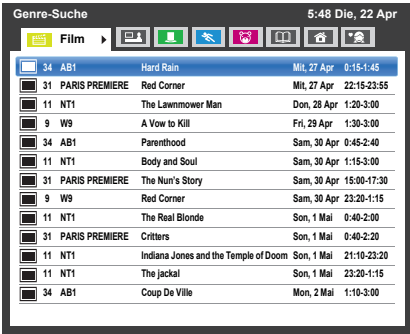 Genre-Suche 5:48 Die, 22 Apr
Film
34 AB1 Hard Rain Mit, 27 Apr 0:15-1:45
31 PARIS PREMIERE Red Corner Mit, 27 Apr 22:15-23:55
11 NT1 The Lawnmower Man Don, 28 Apr 1:20-3:00
9 W9 A Vow to Kill Fri, 29 Apr 1:30-3:00
34 AB1 Parenthood Sam, 30 Apr 0:45-2:40
11 NT1 Body and Soul Sam, 30 Apr 1:15-3:00
31 PARIS PREMIERE The Nun's Story Sam, 30 Apr 15:00-17:30
9 W9 Red Corner Sam, 30 Apr 23:20-1:15
11 NT1 The Real Blonde Son, 1 Mai 0:40-2:00
31 PARIS PREMIERE Critters Son, 1 Mai 0:40-2:20
11 NT1 Indiana Jones and the Temple of Doom Son, 1 Mai 21:10-23:20
11 NT1 The jackal Son, 1 Mai 23:20-1:15
34 AB1 Coup De Ville Mon, 2 Mai 1:10-3:00